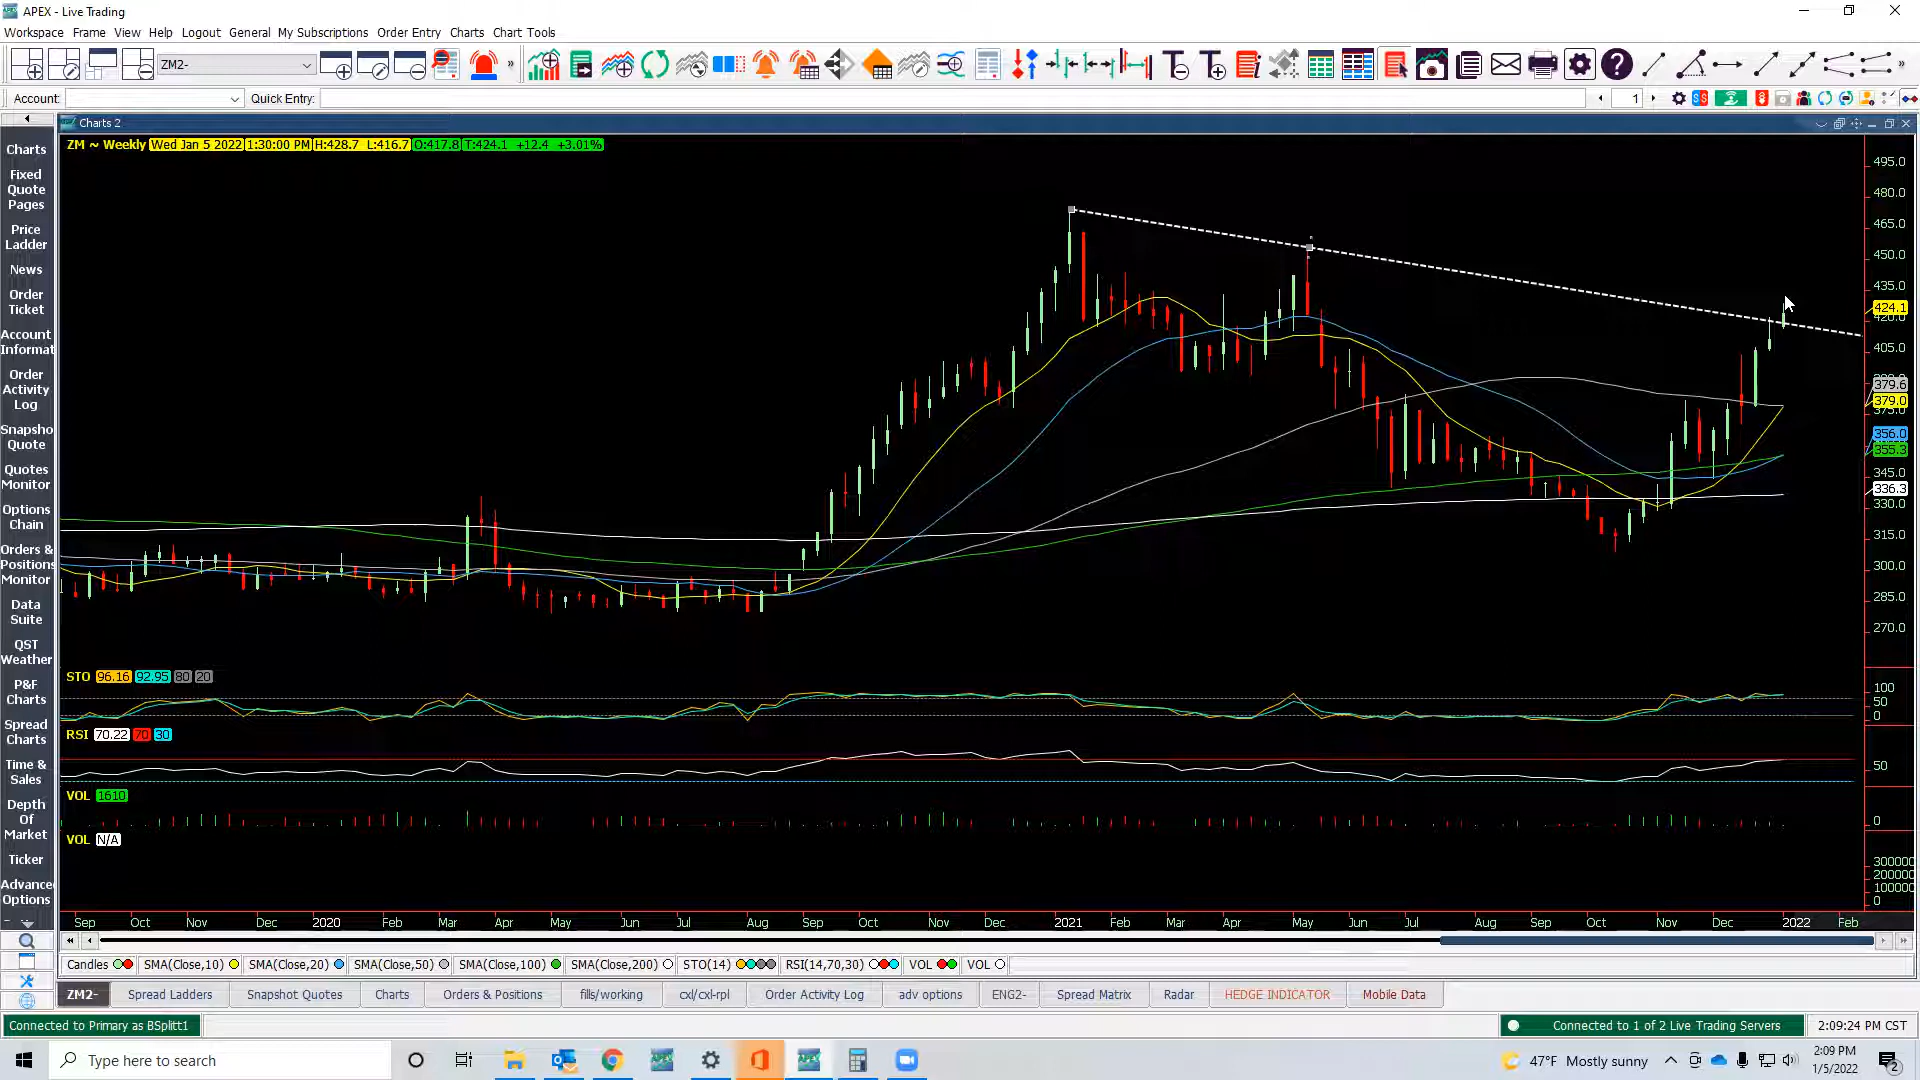 APEX - Live Trading
Workspace Frame View Help Logout General My Subscriptions Order Entry Charts Chart Tools
ZM2-
Account: Quick Entry: 1
Charts 2
ZM ~ Weekly Wed Jan 5 2022 1:30:00 PM H:428.7 L:416.7 O:417.8 T:424.1 +12.4 +3.01%
Charts
Fixed
Quote
Pages
Price
Ladder
News
Order
Ticket
Account
Informat
Order
Activity
Log
Snapsho
Quote
Quotes
Monitor
Options
Chain
Orders &
Positions
Monitor
Data
Suite
QST
Weather
P&F
Charts
Spread
Charts
Time &
Sales
Depth
Of
Market
Ticker
Advance
Options
495.0
480.0
465.0
450.0
435.0
424.1
420.0
405.0
379.6
379.0
375.0
356.0
355.3
345.0
336.3
330.0
315.0
300.0
285.0
270.0
STO 96.16 92.95 80 20
100
50
0
RSI 70.22 70 30
50
VOL 1610
0
VOL N/A
300000
200000
100000
0
Sep Oct Nov Dec 2020 Feb Mar Apr May Jun Jul Aug Sep Oct Nov Dec 2021 Feb Mar Apr May Jun Jul Aug Sep Oct Nov Dec 2022 Feb
Candles SMA(Close,10) SMA(Close,20) SMA(Close,50) SMA(Close,100) SMA(Close,200) STO(14) RSI(14,70,30) VOL VOL
ZM2- Spread Ladders Snapshot Quotes Charts Orders & Positions fills/working cxl/cxl-rpl Order Activity Log adv options ENG2- Spread Matrix Radar HEDGE INDICATOR Mobile Data
Connected to Primary as BSplitt1 Connected to 1 of 2 Live Trading Servers 2:09:24 PM CST
Type here to search 47°F Mostly sunny 2:09 PM
1/5/2022 2